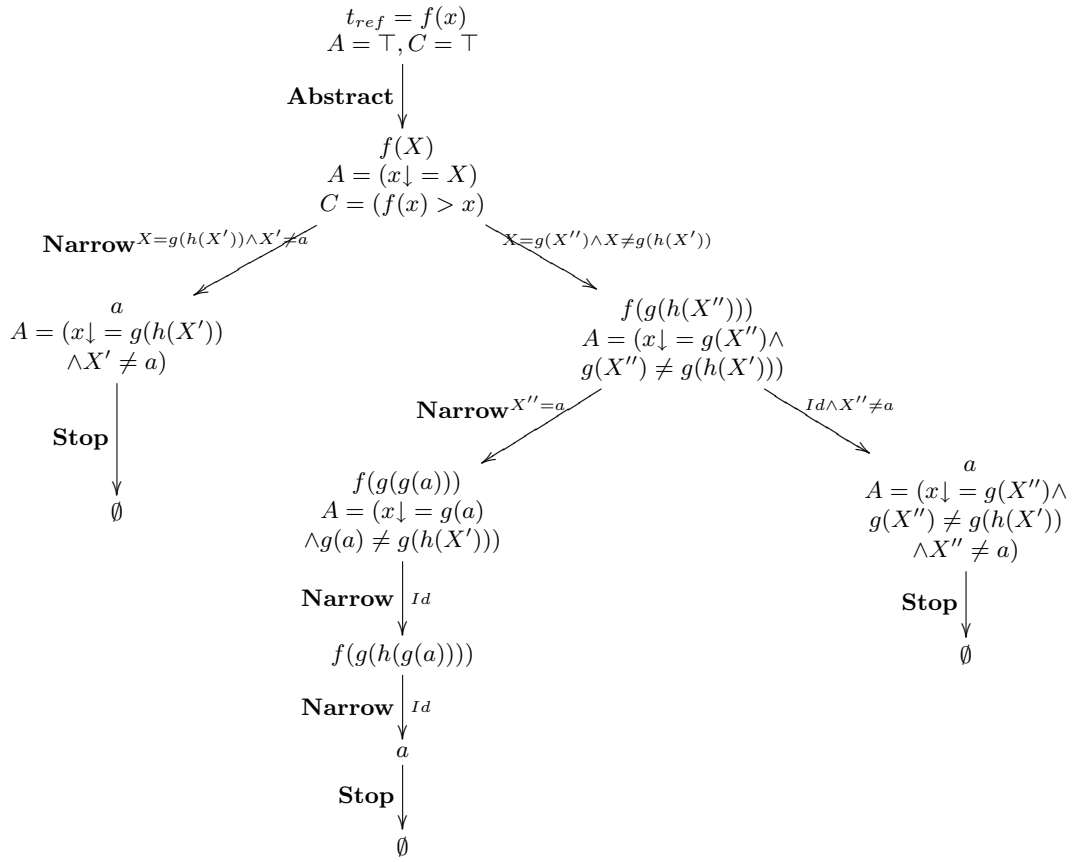 t_{ref} = f(x)
A = ⊤, C = ⊤
Abstract
f(X)
A = (x↓ = X)
C = (f(x) > x)
Narrow X=g(h(X'))∧X'≠a
X=g(X'')∧X≠g(h(X'))
a
A = (x↓ = g(h(X'))
∧X' ≠ a)
f(g(h(X'')))
A = (x↓ = g(X'')∧
g(X'') ≠ g(h(X')))
Stop
∅
Narrow X''=a
Id∧X''≠a
f(g(g(a)))
A = (x↓ = g(a)
∧g(a) ≠ g(h(X')))
a
A = (x↓ = g(X'')∧
g(X'') ≠ g(h(X'))
∧X'' ≠ a)
Narrow Id
Stop
f(g(h(g(a))))
∅
Narrow Id
a
Stop
∅